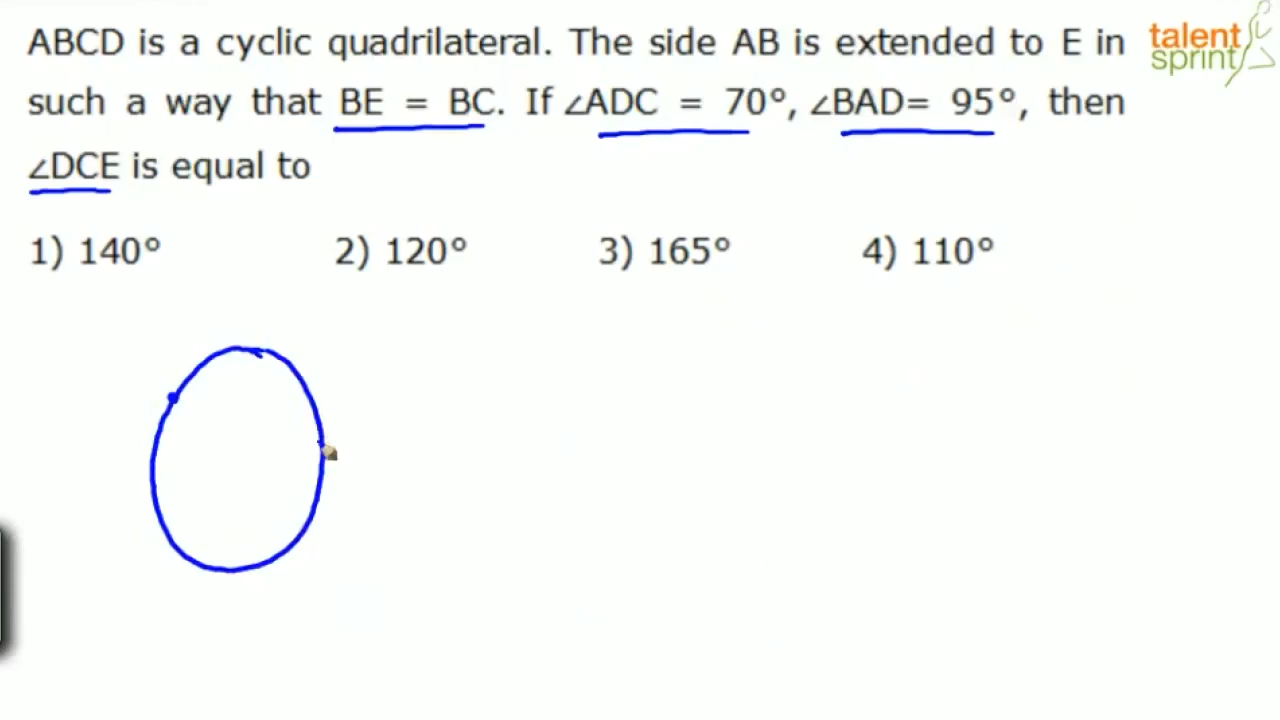 ABCD is a cyclic quadrilateral. The side AB is extended to E in
such a way that BE = BC. If ∠ADC = 70°, ∠BAD= 95°, then
∠DCE is equal to
1) 140° 2) 120° 3) 165° 4) 110°
talent
sprint